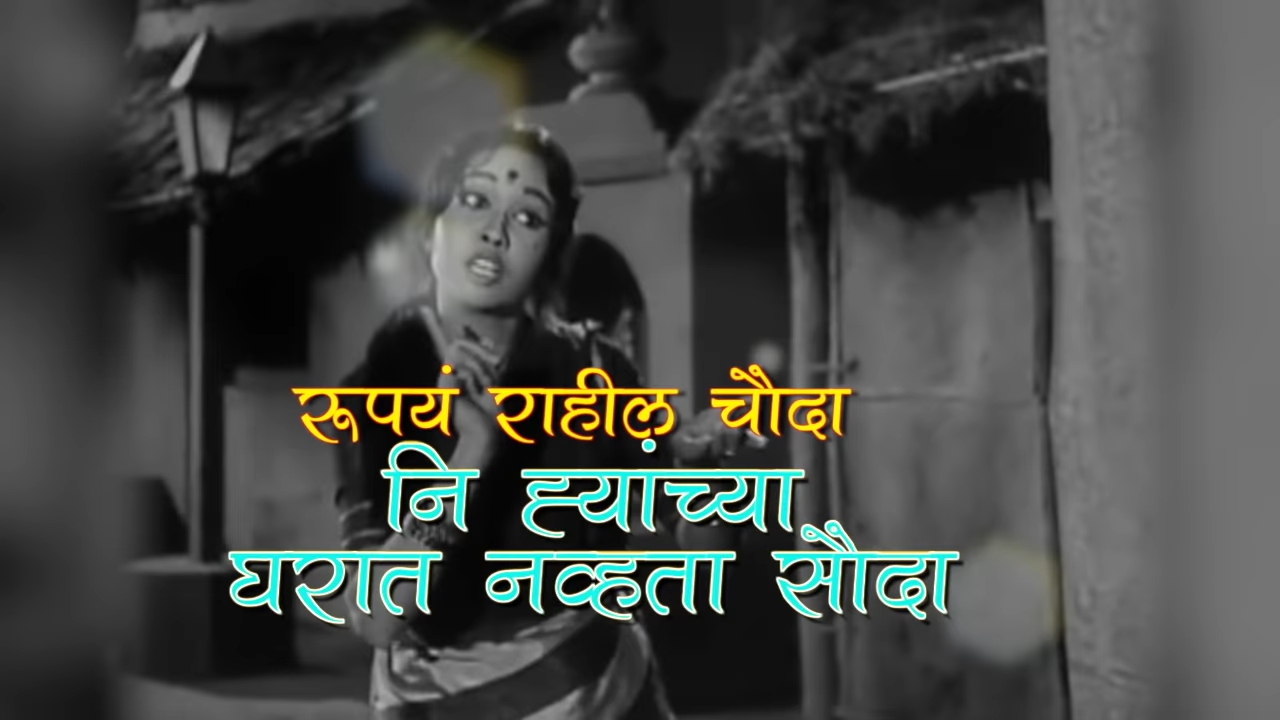 रूपयं राहील चौदा
नि ह्यांच्या
घरात नव्हता सौदा